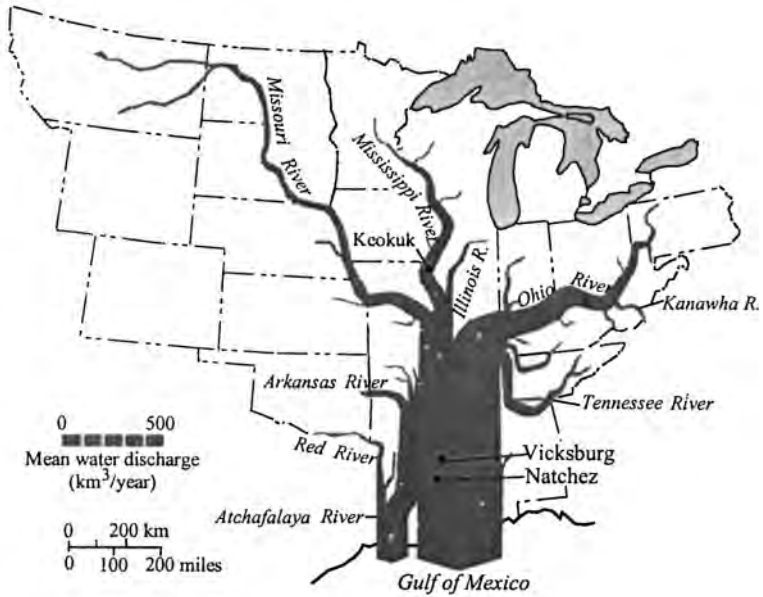 Missouri
River
Mississippi
River
Keokuk
Illinois R.
Ohio River
Kanawha R.
Arkansas River
Tennessee River
0 500
Mean water discharge
(km³/year)
Red River
Vicksburg
Natchez
Atchafalaya River
0 200 km
0 100 200 miles
Gulf of Mexico